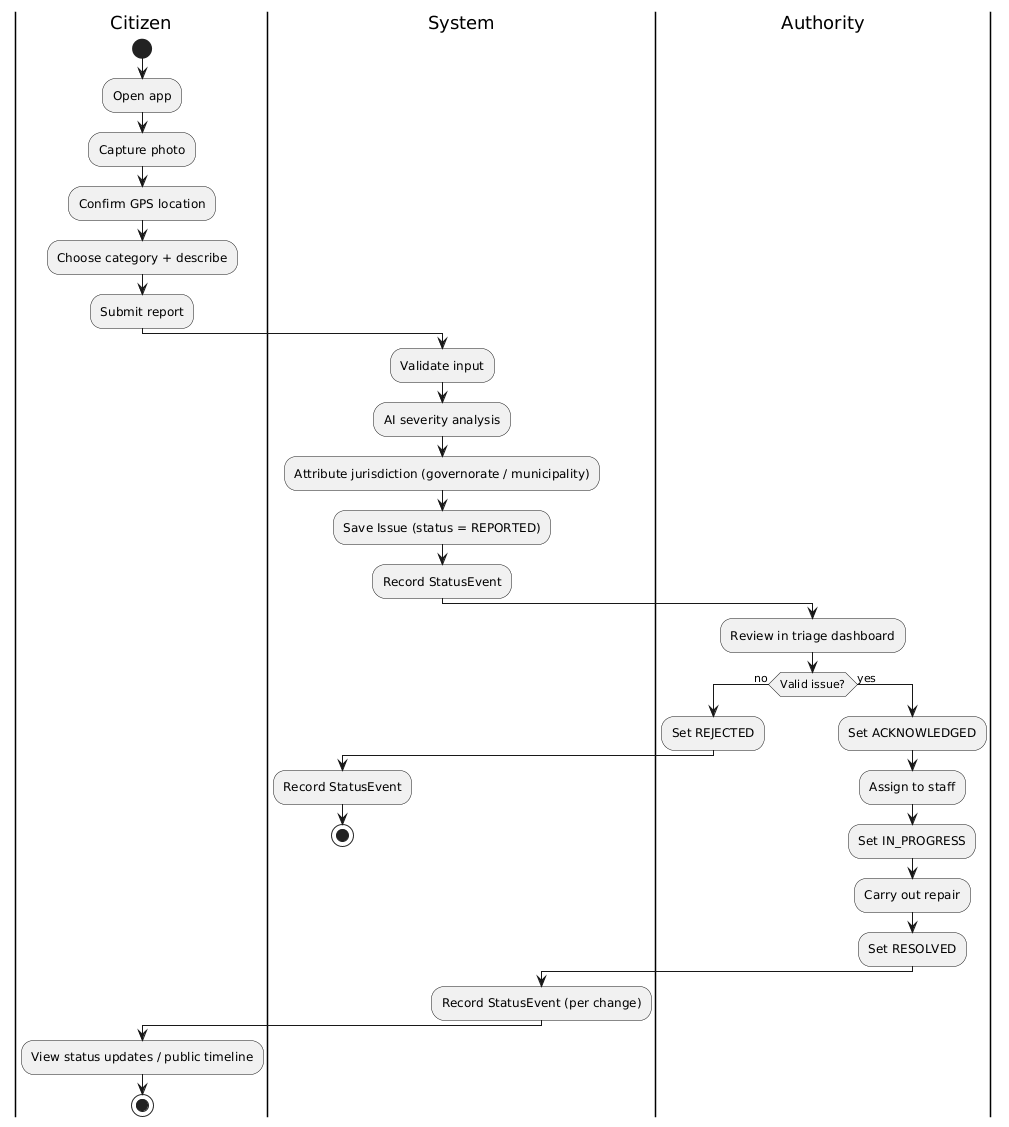 Citizen
System
Authority
Open app
Capture photo
Confirm GPS location
Choose category + describe
Submit report
Validate input
AI severity analysis
Attribute jurisdiction (governorate / municipality)
Save Issue (status = REPORTED)
Record StatusEvent
Review in triage dashboard
no
Valid issue?
yes
Set REJECTED
Set ACKNOWLEDGED
Record StatusEvent
Assign to staff
Set IN_PROGRESS
Carry out repair
Set RESOLVED
Record StatusEvent (per change)
View status updates / public timeline